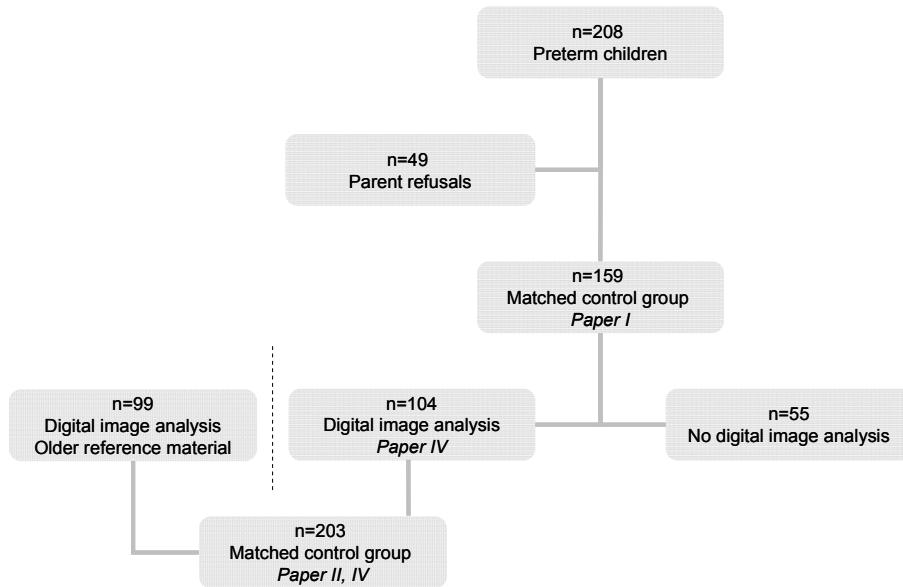 n=208
Preterm children
n=49
Parent refusals
n=159
Matched control group
Paper I
n=99
Digital image analysis
Older reference material
n=104
Digital image analysis
Paper IV
n=55
No digital image analysis
n=203
Matched control group
Paper II, IV